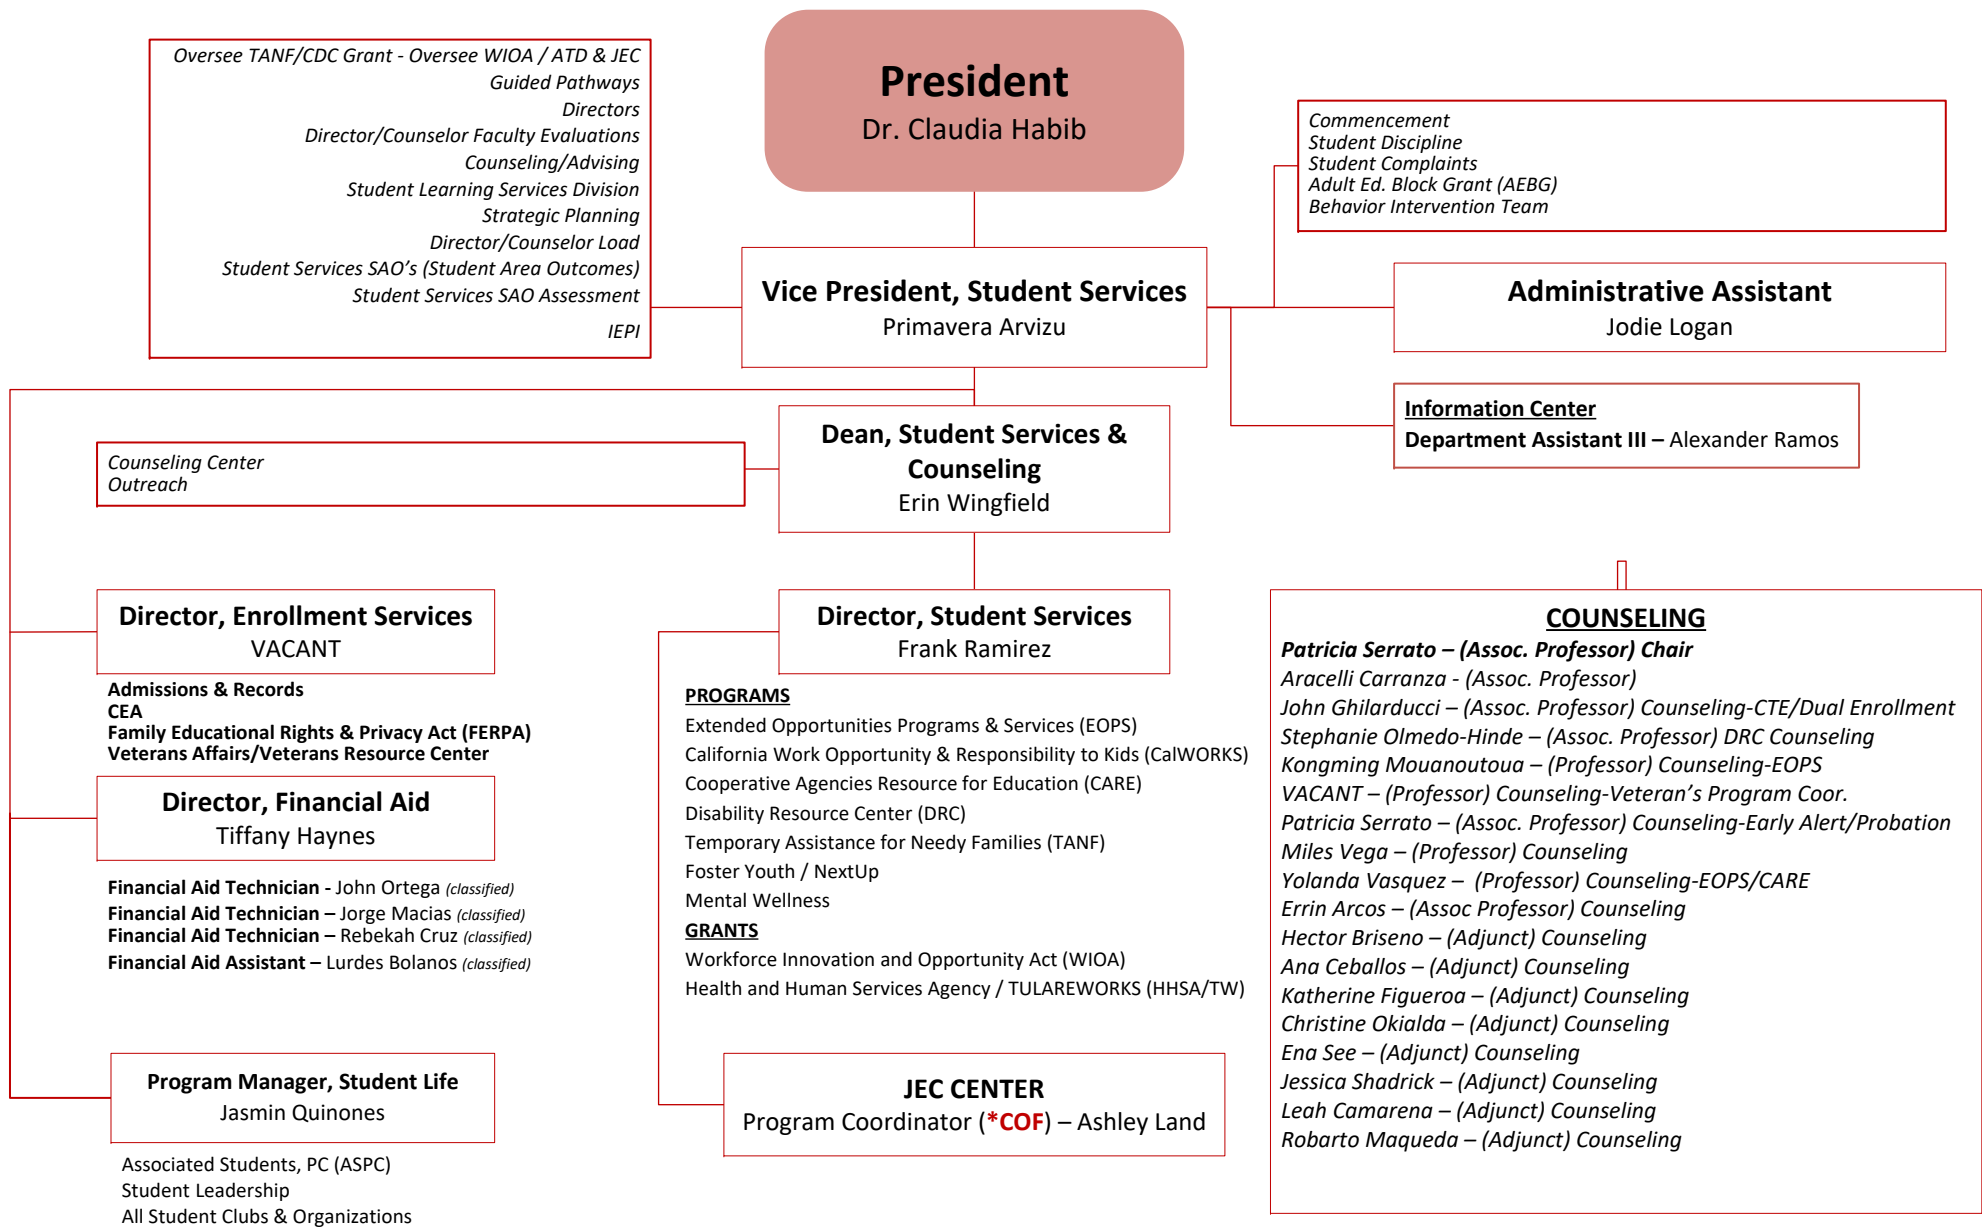 Oversee TANF/CDC Grant - Oversee WIOA / ATD & JEC
Guided Pathways
Directors
Director/Counselor Faculty Evaluations
Counseling/Advising
Student Learning Services Division
Strategic Planning
Director/Counselor Load
Student Services SAO’s (Student Area Outcomes)
Student Services SAO Assessment
IEPI
President
Dr. Claudia Habib
Commencement
Student Discipline
Student Complaints
Adult Ed. Block Grant (AEBG)
Behavior Intervention Team
Vice President, Student Services
Primavera Arvizu
Administrative Assistant
Jodie Logan
Information Center
Department Assistant III – Alexander Ramos
Dean, Student Services &
Counseling
Erin Wingfield
Counseling Center
Outreach
Director, Enrollment Services
VACANT
Admissions & Records
CEA
Family Educational Rights & Privacy Act (FERPA)
Veterans Affairs/Veterans Resource Center
Director, Financial Aid
Tiffany Haynes
Financial Aid Technician - John Ortega (classified)
Financial Aid Technician – Jorge Macias (classified)
Financial Aid Technician – Rebekah Cruz (classified)
Financial Aid Assistant – Lurdes Bolanos (classified)
Program Manager, Student Life
Jasmin Quinones
Associated Students, PC (ASPC)
Student Leadership
All Student Clubs & Organizations
Director, Student Services
Frank Ramirez
PROGRAMS
Extended Opportunities Programs & Services (EOPS)
California Work Opportunity & Responsibility to Kids (CalWORKS)
Cooperative Agencies Resource for Education (CARE)
Disability Resource Center (DRC)
Temporary Assistance for Needy Families (TANF)
Foster Youth / NextUp
Mental Wellness
GRANTS
Workforce Innovation and Opportunity Act (WIOA)
Health and Human Services Agency / TULAREWORKS (HHSA/TW)
JEC CENTER
Program Coordinator (*COF) – Ashley Land
COUNSELING
Patricia Serrato – (Assoc. Professor) Chair
Aracelli Carranza - (Assoc. Professor)
John Ghilarducci – (Assoc. Professor) Counseling-CTE/Dual Enrollment
Stephanie Olmedo-Hinde – (Assoc. Professor) DRC Counseling
Kongming Mouanoutoua – (Professor) Counseling-EOPS
VACANT – (Professor) Counseling-Veteran’s Program Coor.
Patricia Serrato – (Assoc. Professor) Counseling-Early Alert/Probation
Miles Vega – (Professor) Counseling
Yolanda Vasquez –  (Professor) Counseling-EOPS/CARE
Errin Arcos – (Assoc Professor) Counseling
Hector Briseno – (Adjunct) Counseling
Ana Ceballos – (Adjunct) Counseling
Katherine Figueroa – (Adjunct) Counseling
Christine Okialda – (Adjunct) Counseling
Ena See – (Adjunct) Counseling
Jessica Shadrick – (Adjunct) Counseling
Leah Camarena – (Adjunct) Counseling
Robarto Maqueda – (Adjunct) Counseling